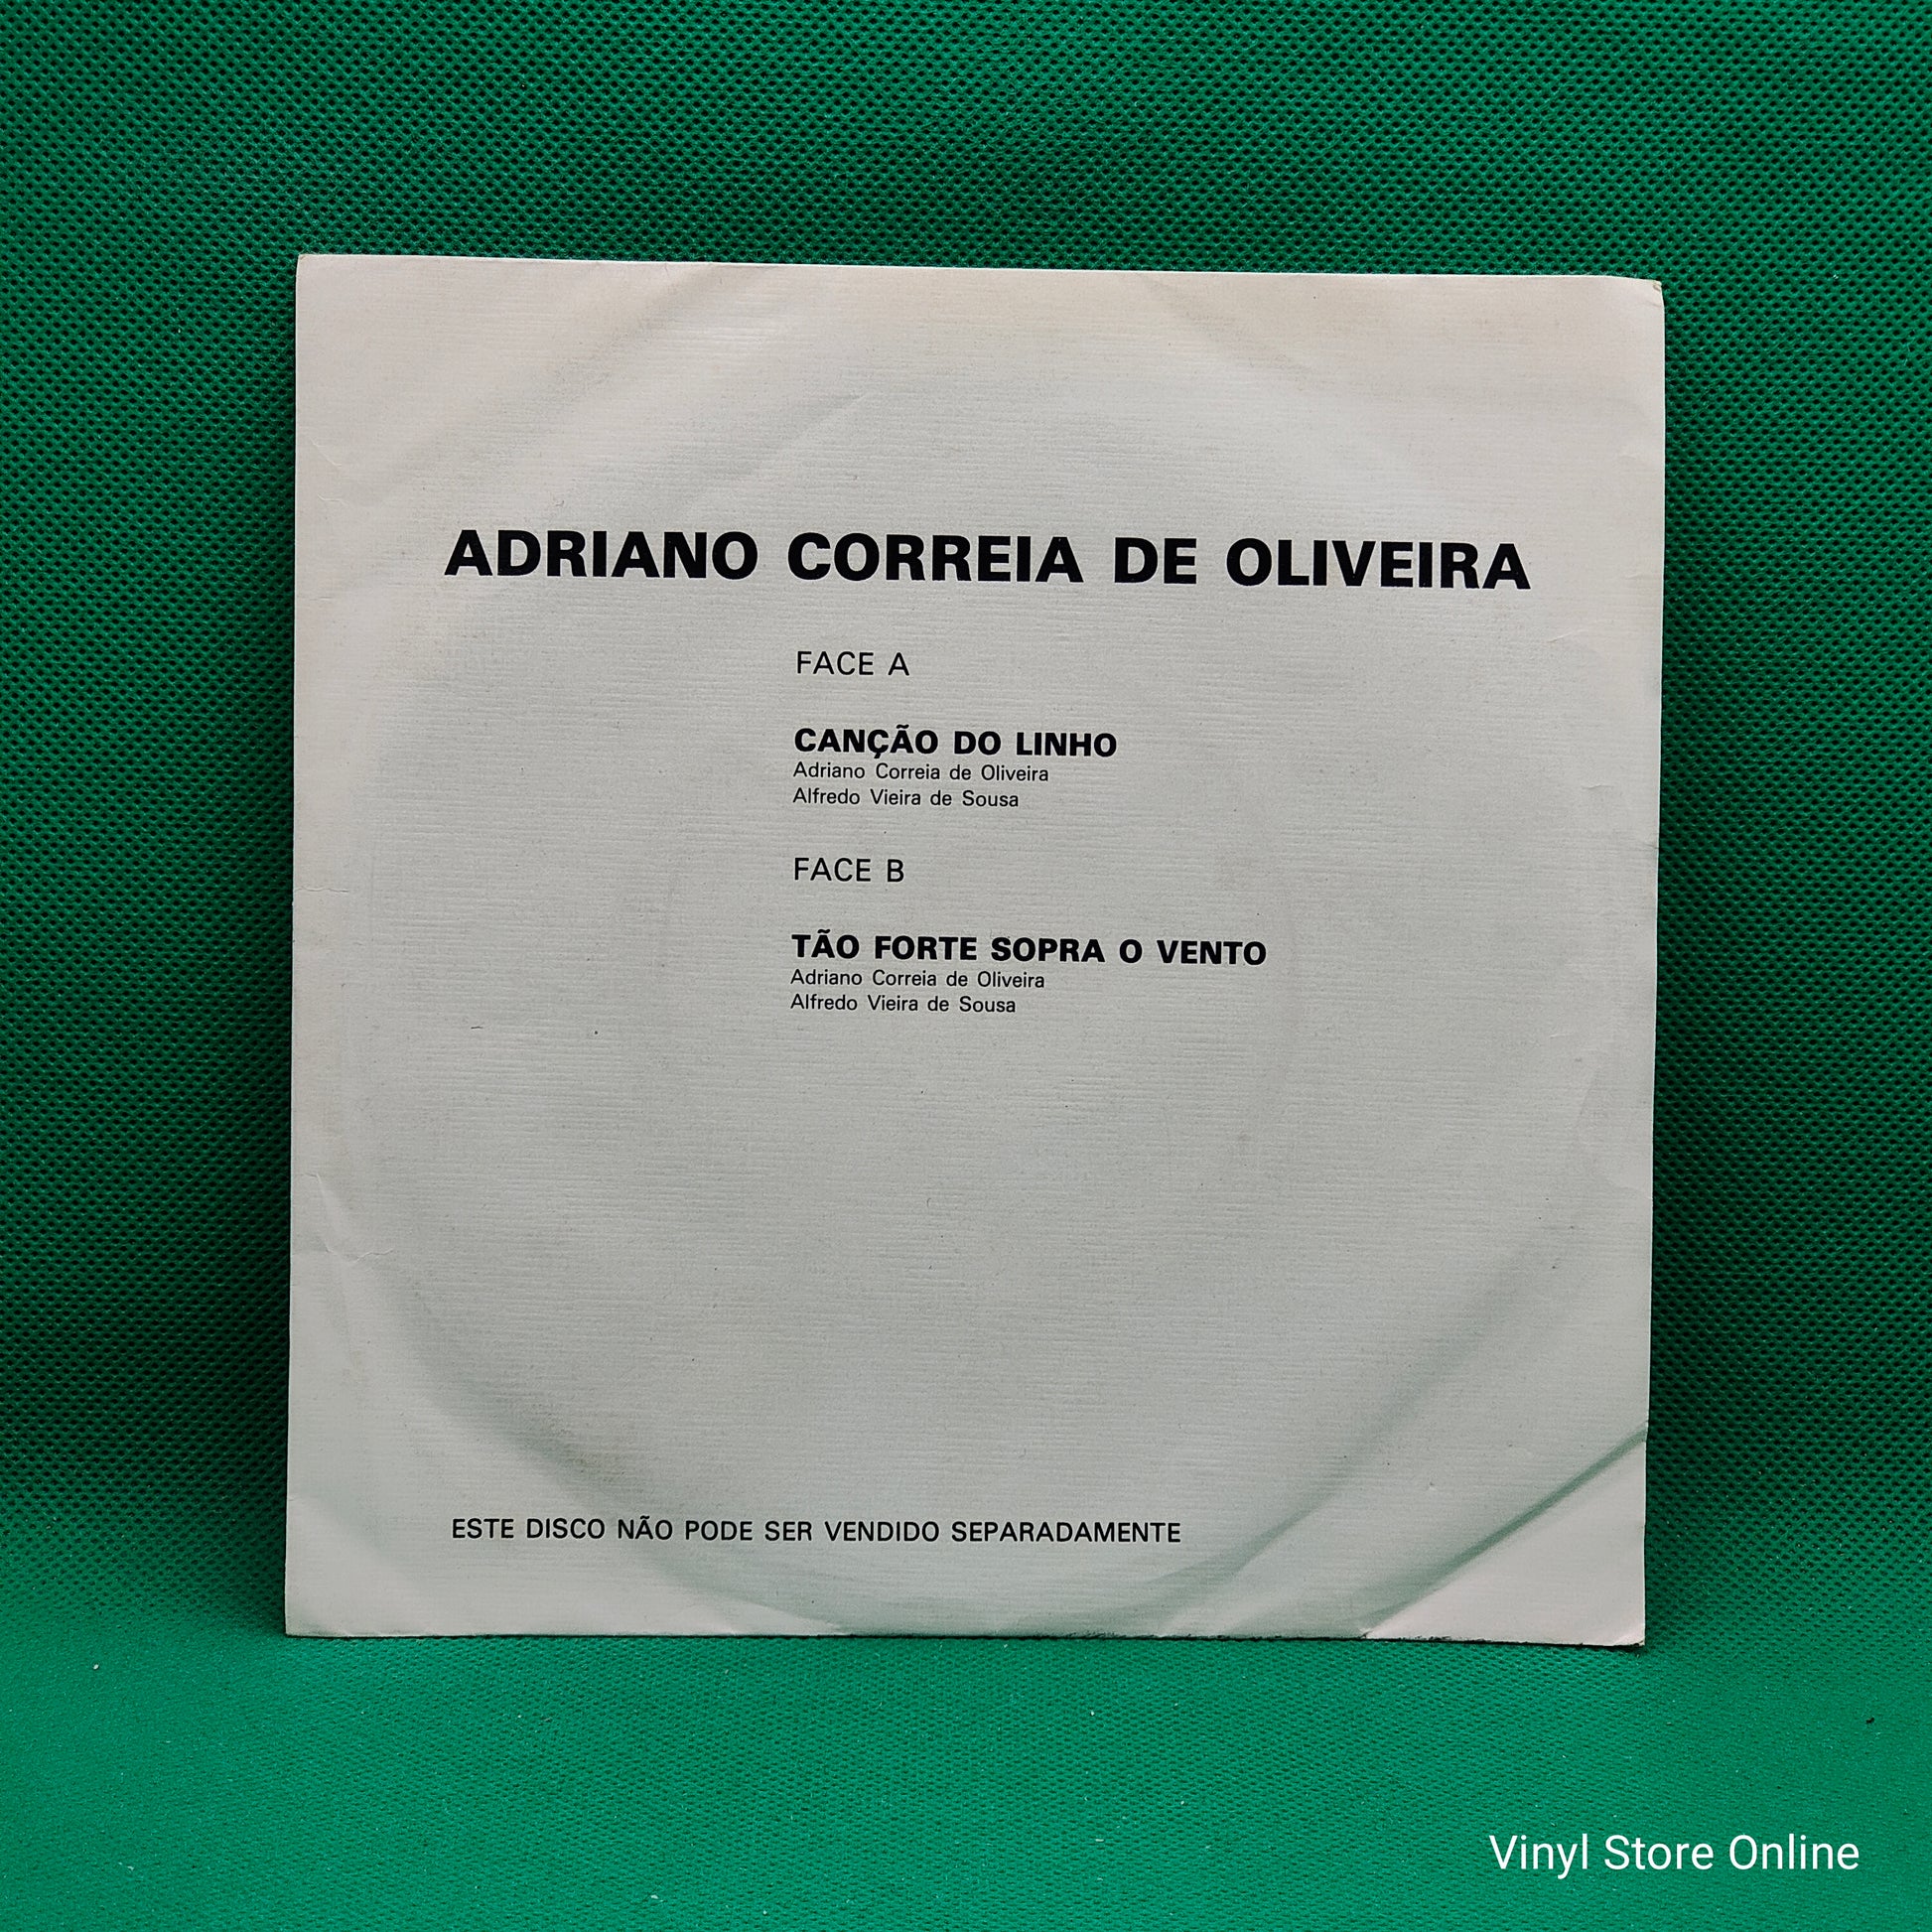 ADRIANO CORREIA DE OLIVEIRA
FACE A
CANÇÃO DO LINHO
Adriano Correia de Oliveira
Alfredo Vieira de Sousa
FACE B
TÃO FORTE SOPRA O VENTO
Adriano Correia de Oliveira
Alfredo Vieira de Sousa
ESTE DISCO NÃO PODE SER VENDIDO SEPARADAMENTE
Vinyl Store Online